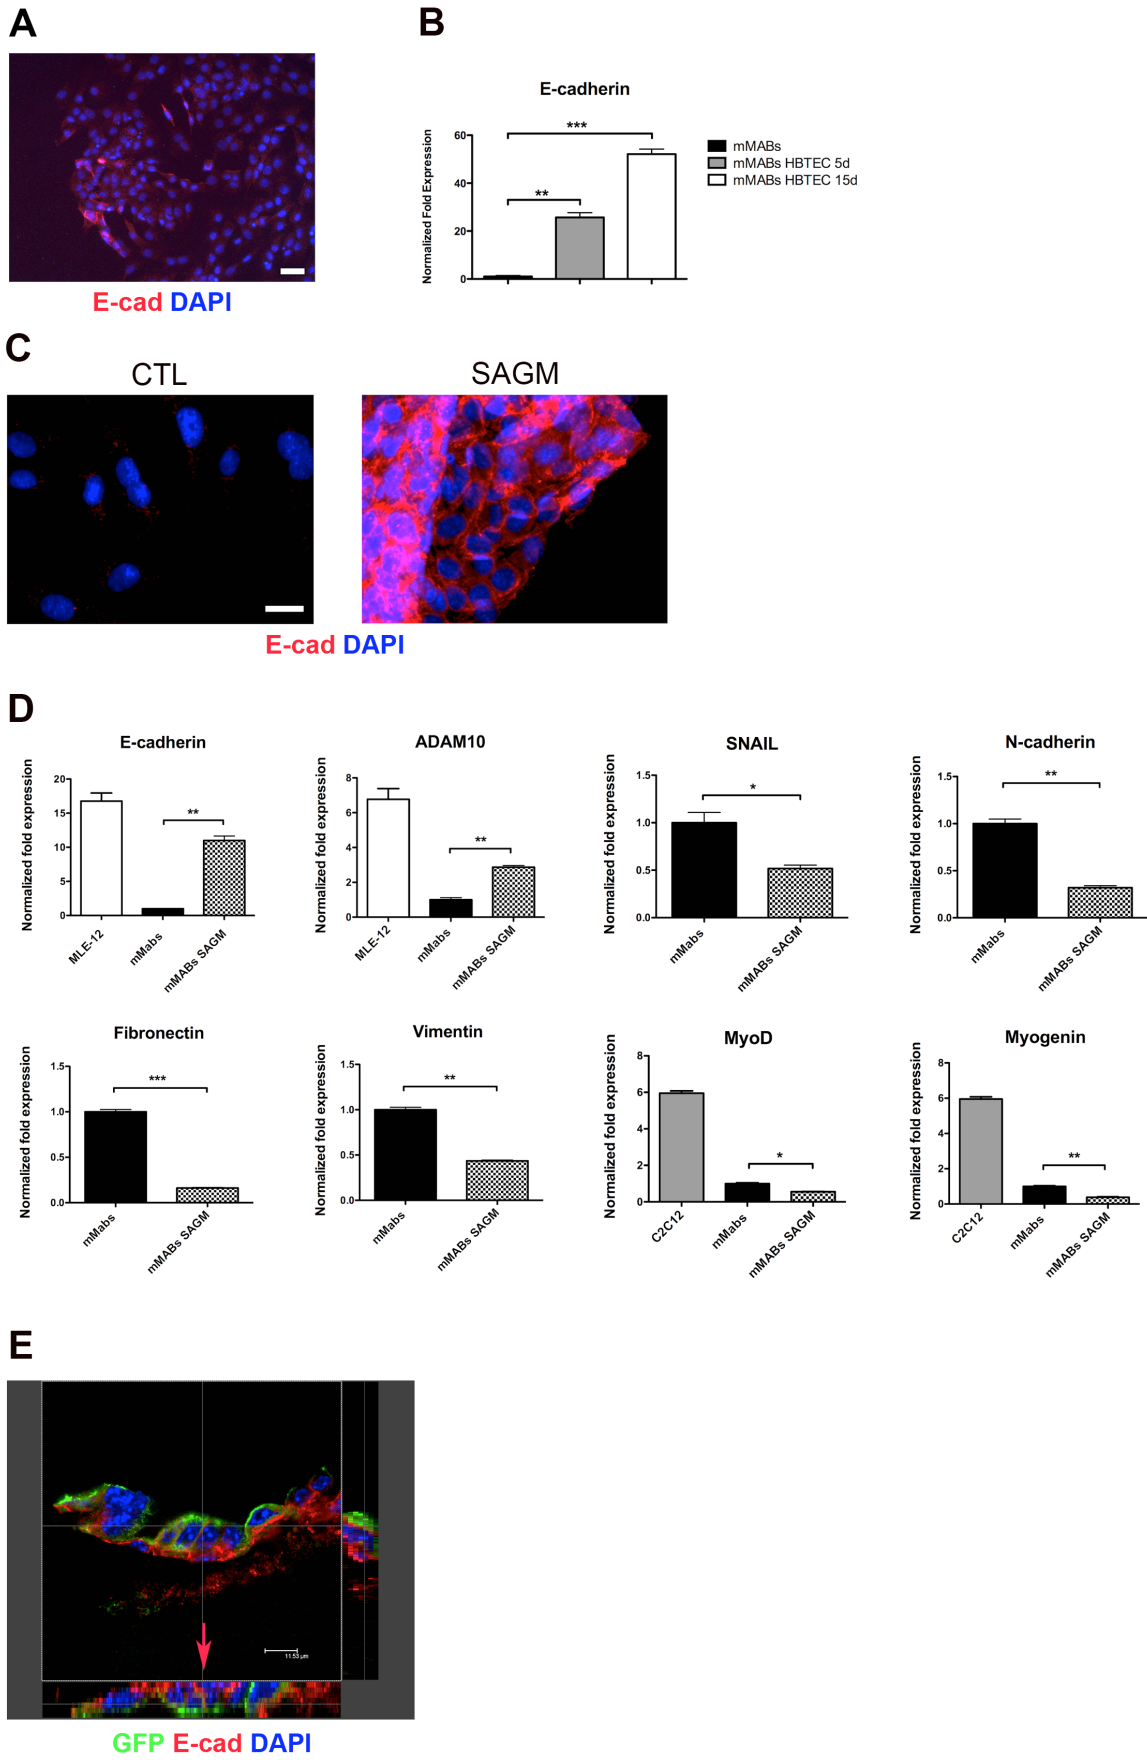 A
E-cad DAPI
B
E-cadherin
Normalized Fold Expression
60
40
20
0
***
**
mMABs
mMABs HBTEC 5d
mMABs HBTEC 15d
C
CTL
SAGM
E-cad DAPI
D
E-cadherin
Normalized fold expression
20
15
10
5
0
**
MLE-12
mMabs
mMABs SAGM
ADAM10
Normalized fold expression
8
6
4
2
0
**
MLE-12
mMabs
mMABs SAGM
SNAIL
Normalized fold expression
1.5
1.0
0.5
0.0
*
mMabs
mMABs SAGM
N-cadherin
Normalized fold expression
1.5
1.0
0.5
0.0
**
mMabs
mMABs SAGM
Fibronectin
Normalized fold expression
1.5
1.0
0.5
0.0
***
mMabs
mMABs SAGM
Vimentin
Normalized fold expression
1.5
1.0
0.5
0.0
**
mMabs
mMABs SAGM
MyoD
Normalized fold expression
8
6
4
2
0
*
C2C12
mMabs
mMABs SAGM
Myogenin
Normalized fold expression
8
6
4
2
0
**
C2C12
mMabs
mMABs SAGM
E
11.53 µm
GFP E-cad DAPI